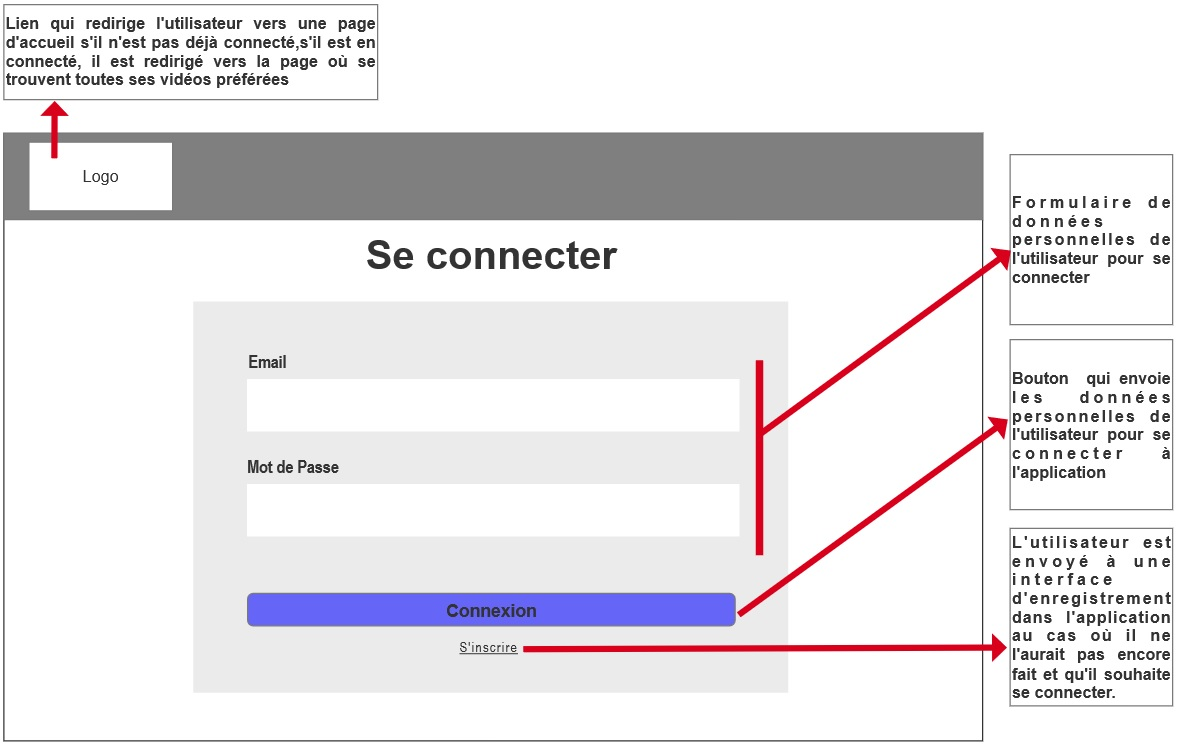 Lien qui redirige l'utilisateur vers une page
d'accueil s'il n'est pas déjà connecté,s'il est en
connecté, il est redirigé vers la page où se
trouvent toutes ses vidéos préférées
Logo
Se connecter
Email
Mot de Passe
Connexion
S'inscrire
Formulaire de
données
personnelles de
l'utilisateur pour se
connecter
Bouton qui envoie
les données
personnelles de
l'utilisateur pour se
connecter à
l'application
L'utilisateur est
envoyé à une
interface
d'enregistrement
dans l'application
au cas où il ne
l'aurait pas encore
fait et qu'il souhaite
se connecter.